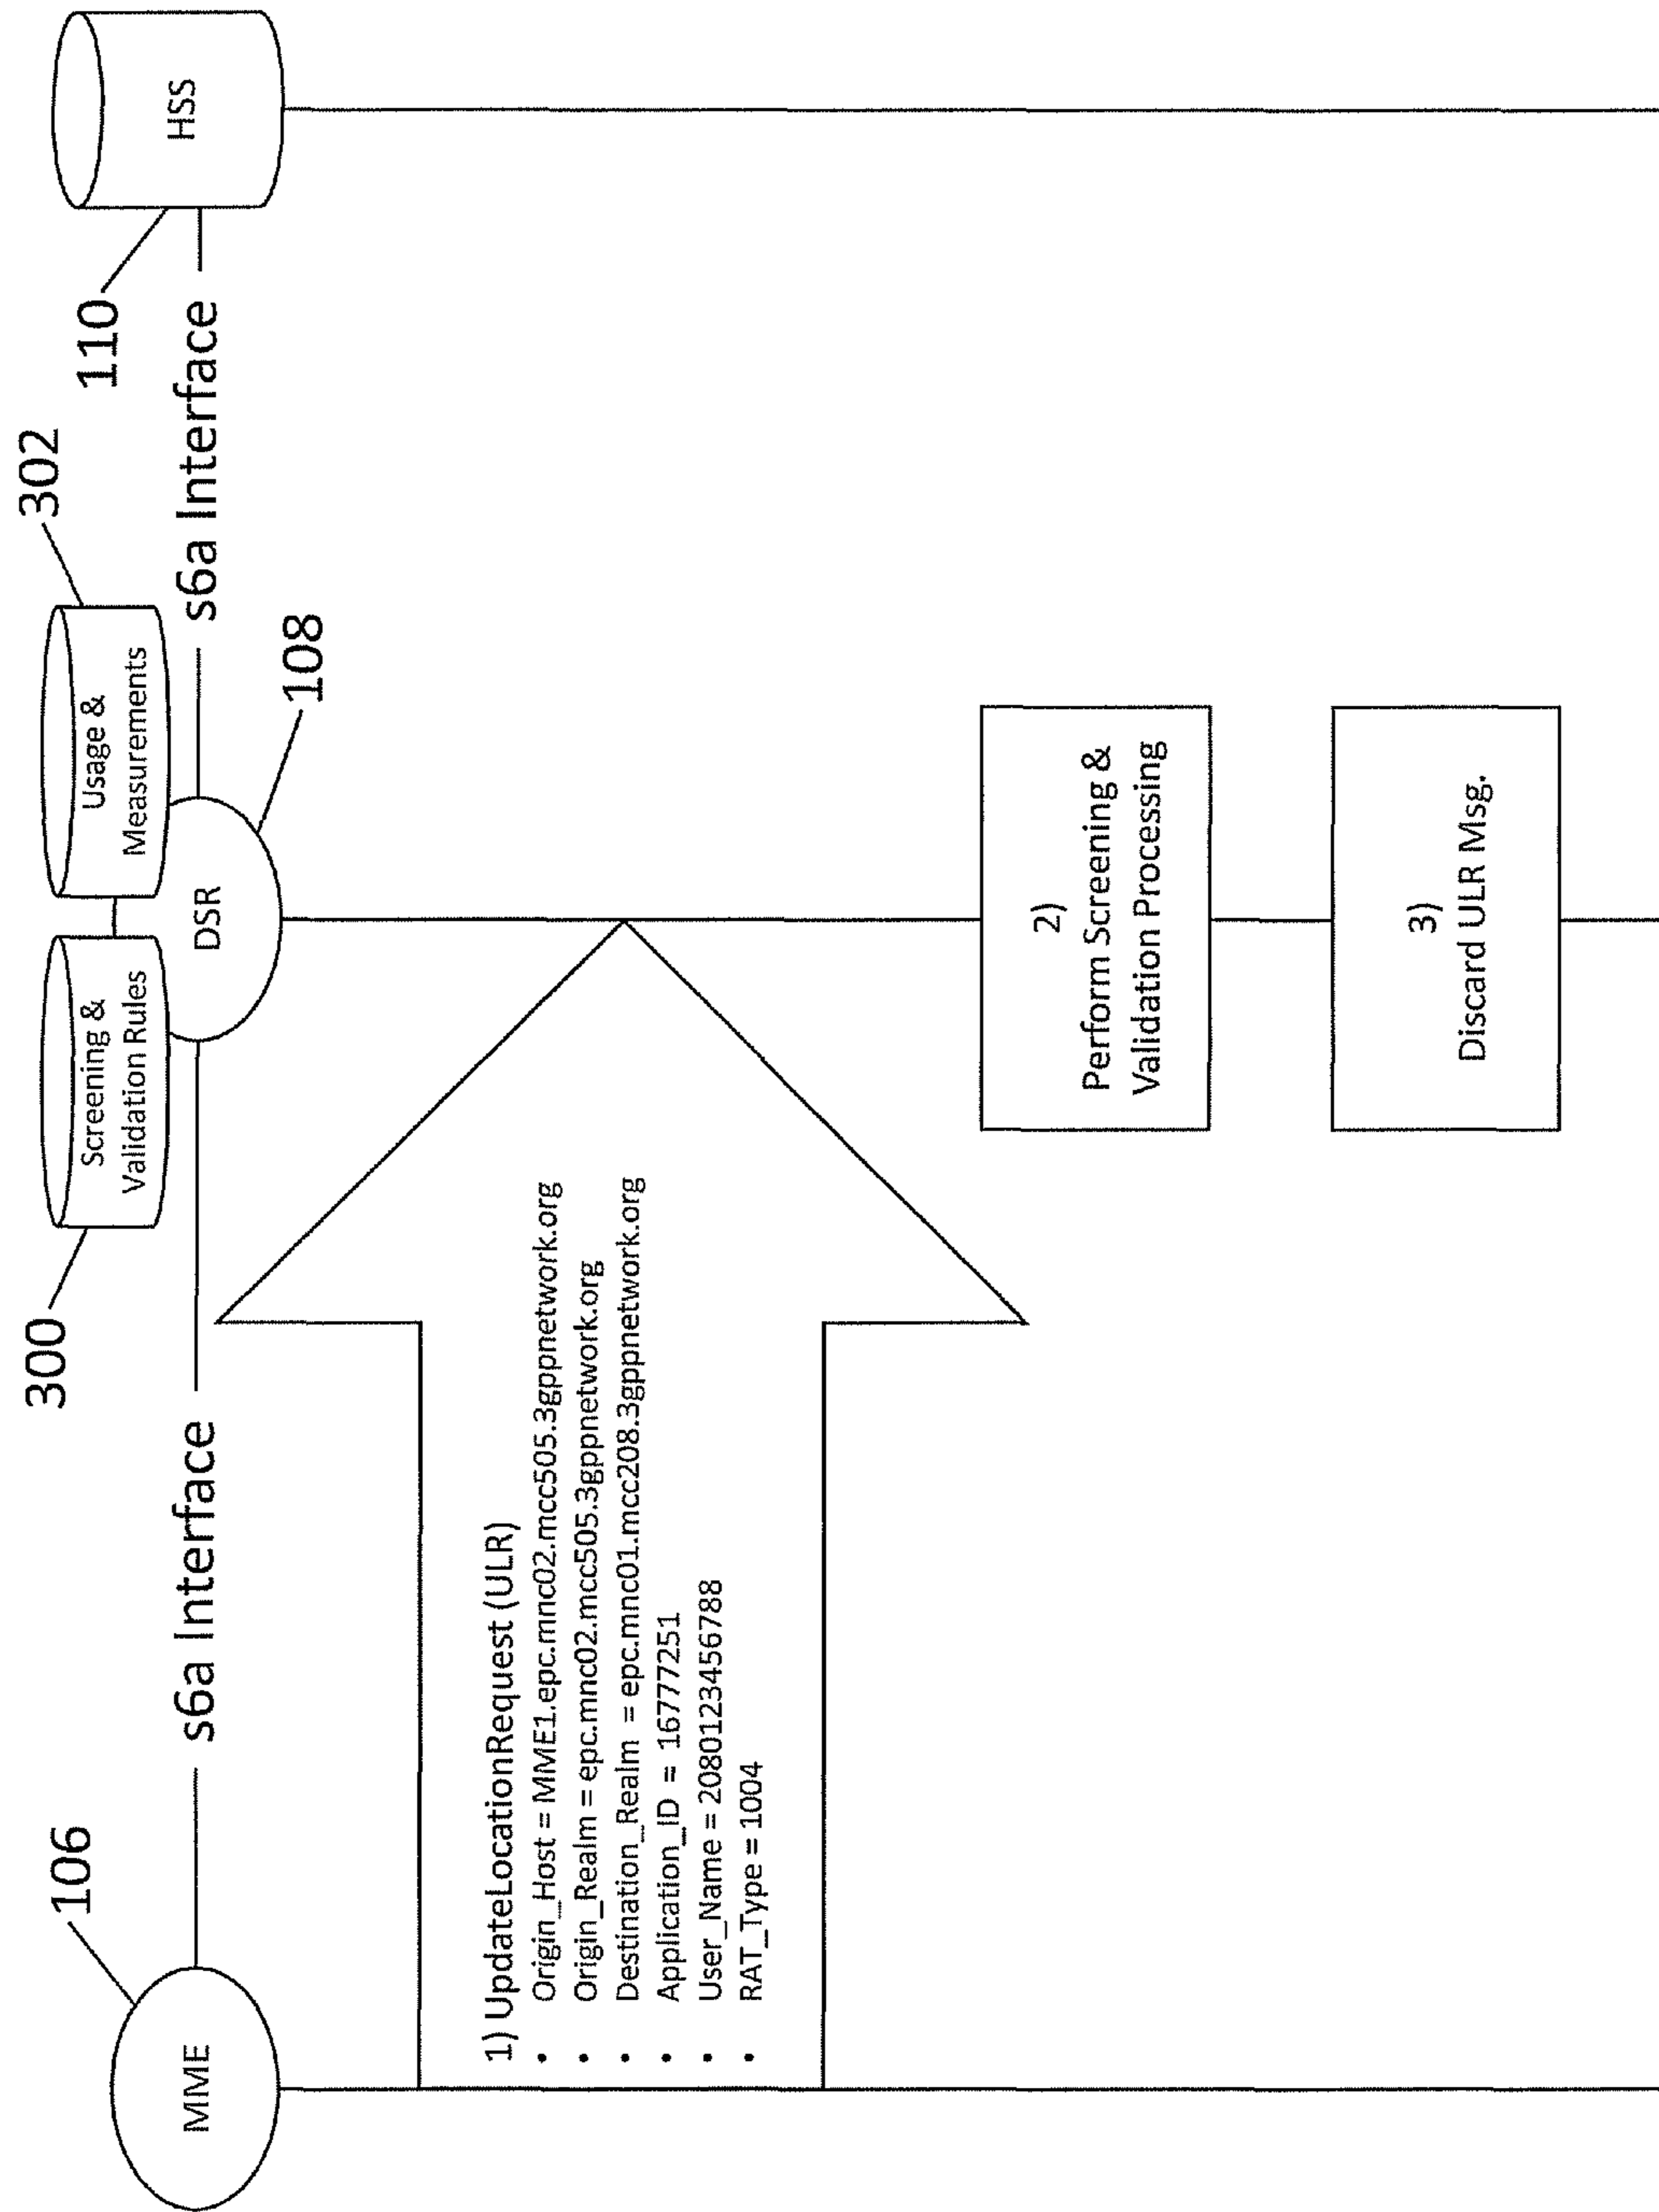 106
MME
s6a Interface
300
Screening &
Validation Rules
Usage &
Measurements
302
DSR
108
s6a Interface
110
HSS
1) UpdateLocationRequest (ULR)
• Origin_Host = MME1.epc.mnc02.mcc505.3gppnetwork.org
• Origin_Realm = epc.mnc02.mcc505.3gppnetwork.org
• Destination_Realm = epc.mnc01.mcc208.3gppnetwork.org
• Application_ID = 16777251
• User_Name = 208012345678​8
• RAT_Type = 1004
2)
Perform Screening &
Validation Processing
3)
Discard ULR Msg.